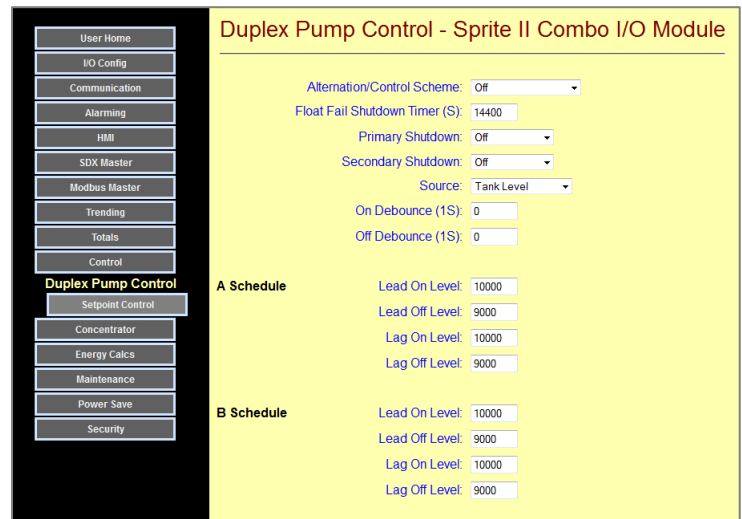 Duplex Pump Control - Sprite II Combo I/O Module
User Home
I/O Config
Communication
Alarming
HMI
SDX Master
Modbus Master
Trending
Totals
Control
Duplex Pump Control
Setpoint Control
Concentrator
Energy Calcs
Maintenance
Power Save
Security
Alternation/Control Scheme: Off
Float Fail Shutdown Timer (S): 14400
Primary Shutdown: Off
Secondary Shutdown: Off
Source: Tank Level
On Debounce (1S): 0
Off Debounce (1S): 0
A Schedule Lead On Level: 10000
Lead Off Level: 9000
Lag On Level: 10000
Lag Off Level: 9000
B Schedule Lead On Level: 10000
Lead Off Level: 9000
Lag On Level: 10000
Lag Off Level: 9000